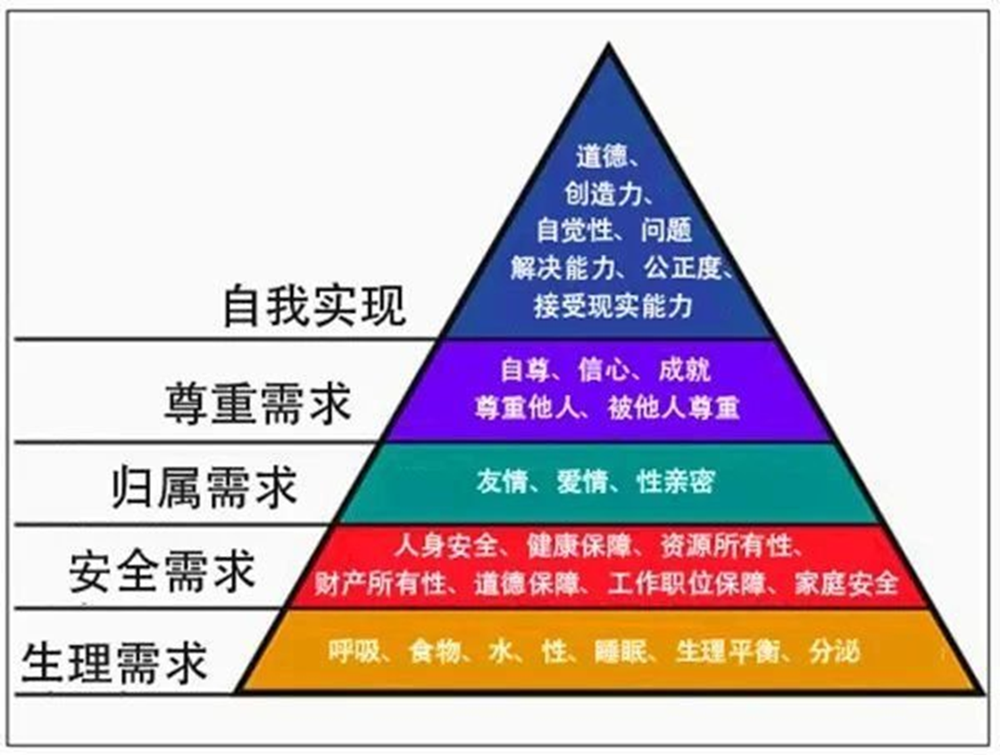 道德、
创造力、
自觉性、问题
解决能力、公正度、
接受现实能力
自我实现
自尊、信心、成就
尊重他人、被他人尊重
尊重需求
友情、爱情、性亲密
归属需求
人身安全、健康保障、资源所有性、
财产所有性、道德保障、工作职位保障、家庭安全
安全需求
呼吸、食物、水、性、睡眠、生理平衡、分泌
生理需求